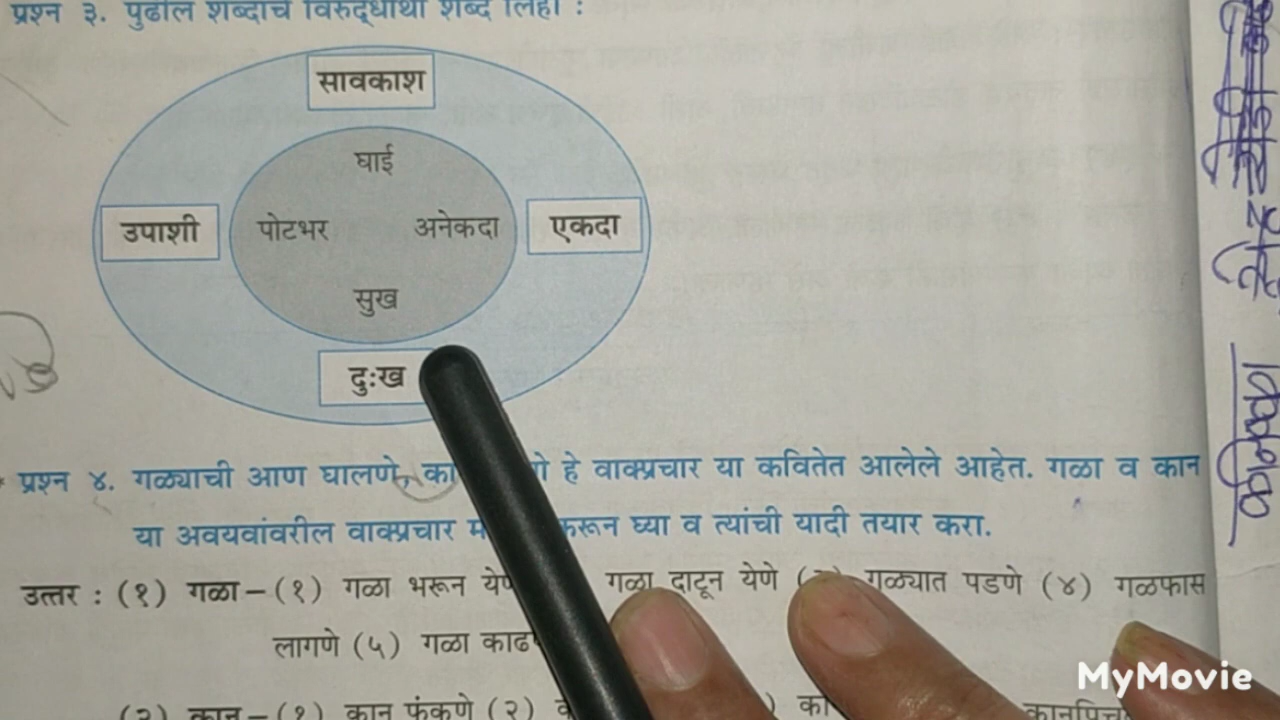 प्रश्न ३. पुढील शब्दांचे विरुद्धार्थी शब्द लिहा :
सावकाश
घाई
उपाशी पोटभर अनेकदा एकदा
सुख
दुःख
प्रश्न ४. गळ्याची आण घालणे, हे वाक्प्रचार या कवितेत आलेले आहेत. गळा व कान
या अवयवांवरील वाक्प्रचार करून घ्या व त्यांची यादी तयार करा.
उत्तर : (१) गळा – (१) गळा भरून गळा दाटून येणे गळ्यात पडणे (४) गळफास
लागणे (५) गळा
(२) कान – (१) कान फुंकणे (२)
MyMovie